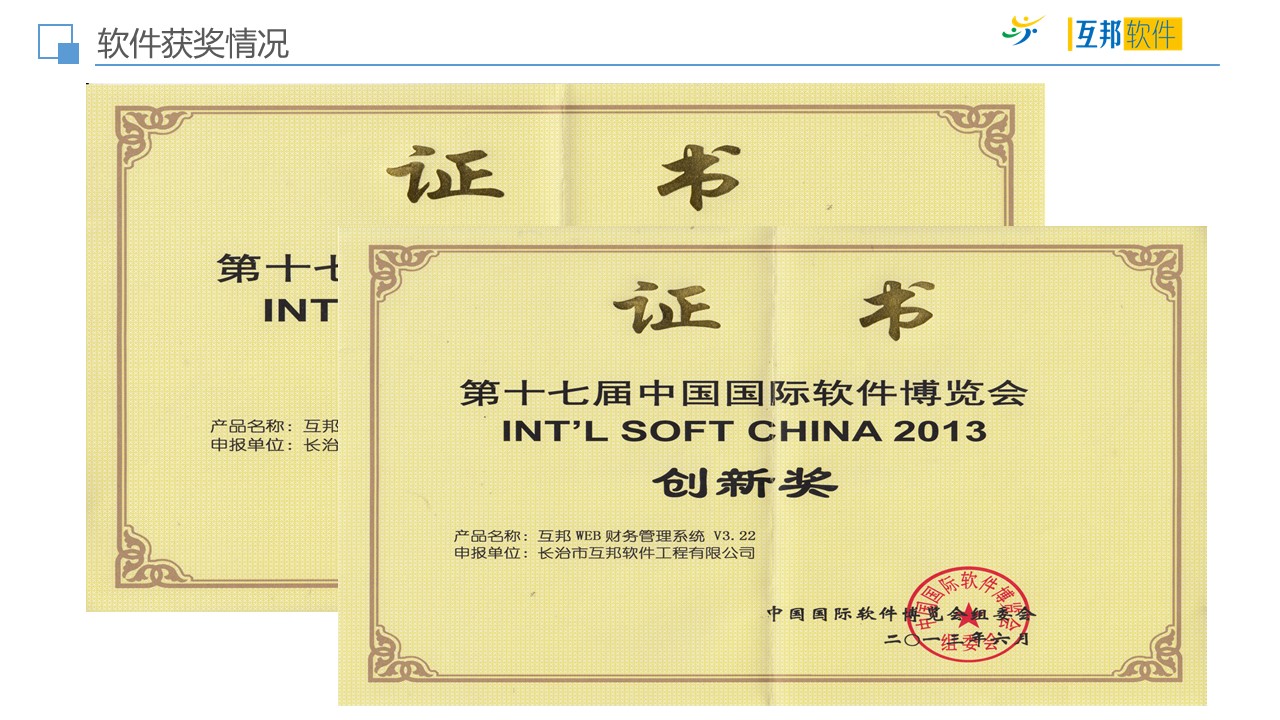 软件获奖情况
互邦软件
证 书
第十七
INT
产品名称：互邦
申报单位：长治
证 书
第十七届中国国际软件博览会
INT'L SOFT CHINA 2013
创新奖
产品名称：互邦 WEB 财务管理系统 V3.22
申报单位：长治市互邦软件工程有限公司
中国国际软件博览会组委会
二〇一三年六月
中国国际软件博览会
组委会